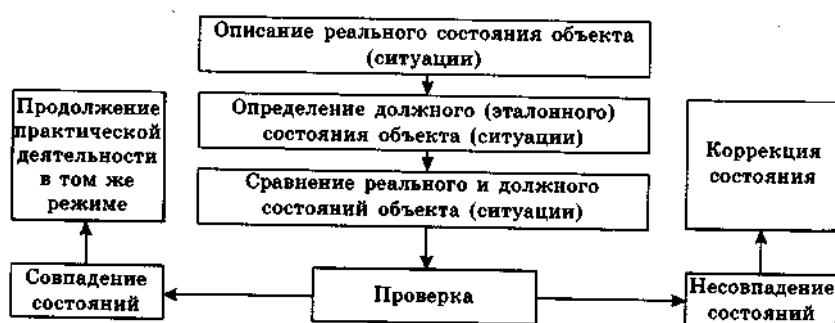 Описание реального состояния объекта
(ситуации)
Определение должного (эталонного)
состояния объекта (ситуации)
Сравнение реального и должного
состояний объекта (ситуации)
Продолжение
практической
деятельности
в том же
режиме
Коррекция
состояния
Совпадение
состояний
Проверка
Несовпадение
состояний